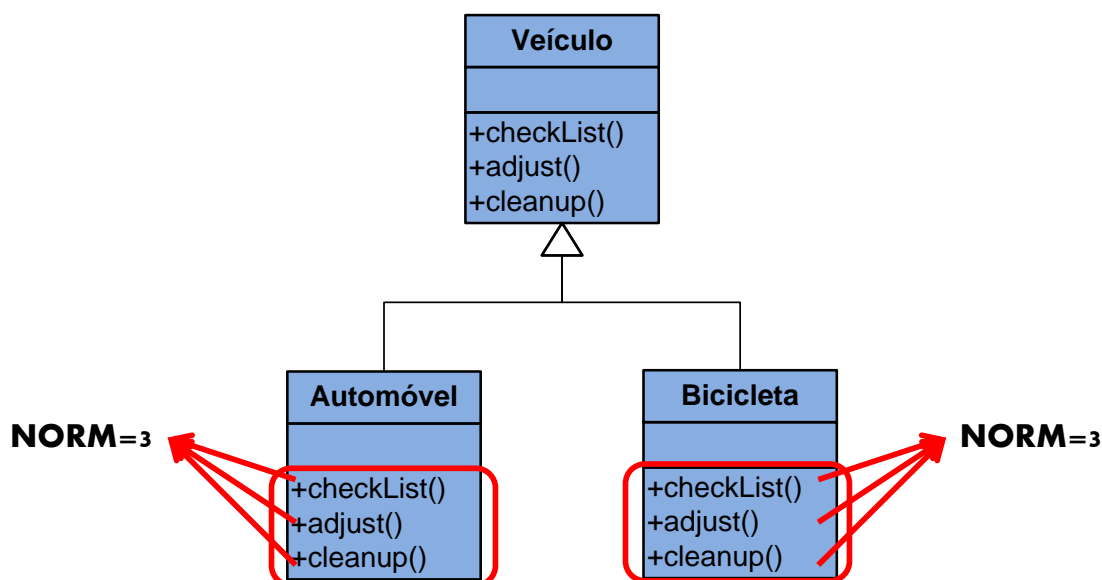 Veículo
+checkList()
+adjust()
+cleanup()
Automóvel
+checkList()
+adjust()
+cleanup()
NORM=3
Bicicleta
+checkList()
+adjust()
+cleanup()
NORM=3